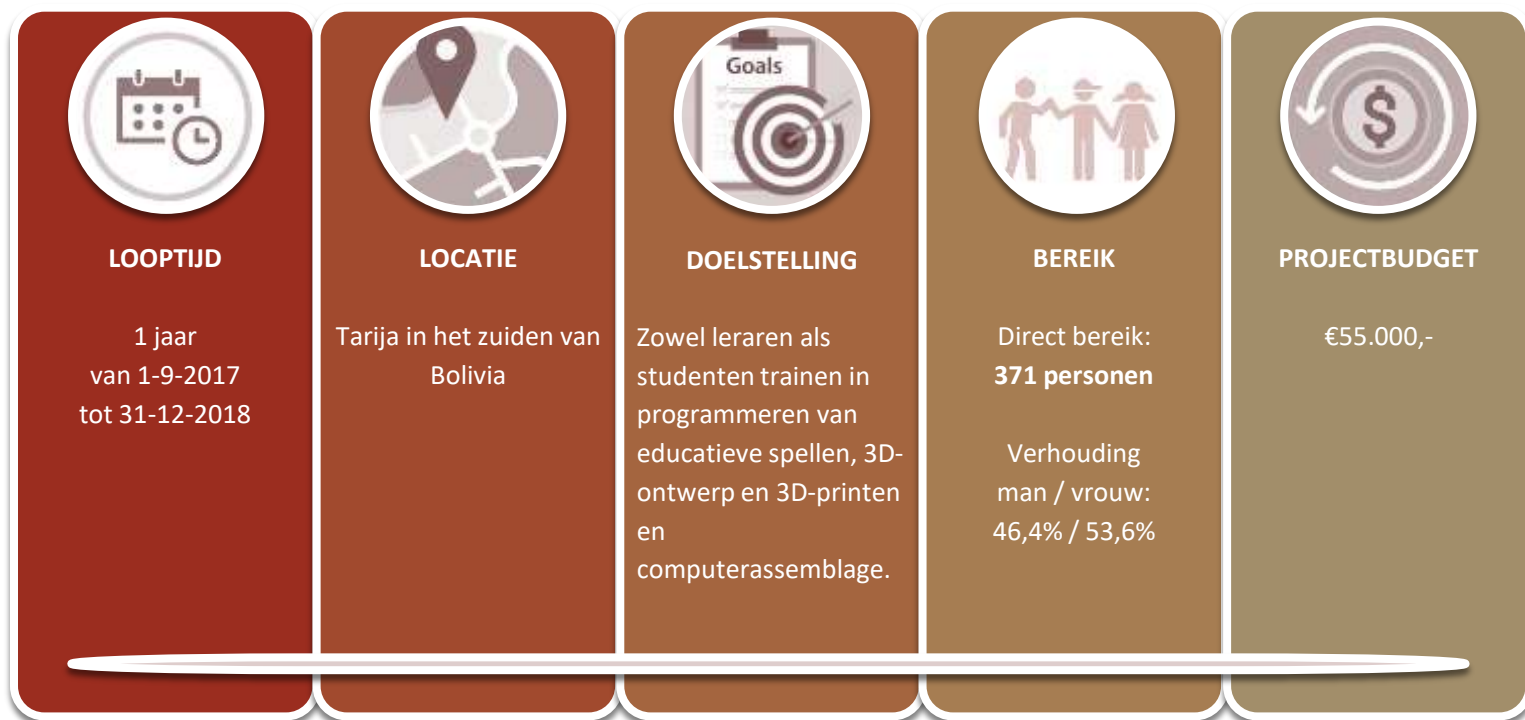 Goals
$
LOOPTIJD
1 jaar
van 1-9-2017
tot 31-12-2018
LOCATIE
Tarija in het zuiden van
Bolivia
DOELSTELLING
Zowel leraren als
studenten trainen in
programmeren van
educatieve spellen, 3D-
ontwerp en 3D-printen
en
computerassemblage.
BEREIK
Direct bereik:
371 personen
Verhouding
man / vrouw:
46,4% / 53,6%
PROJECTBUDGET
€55.000,-